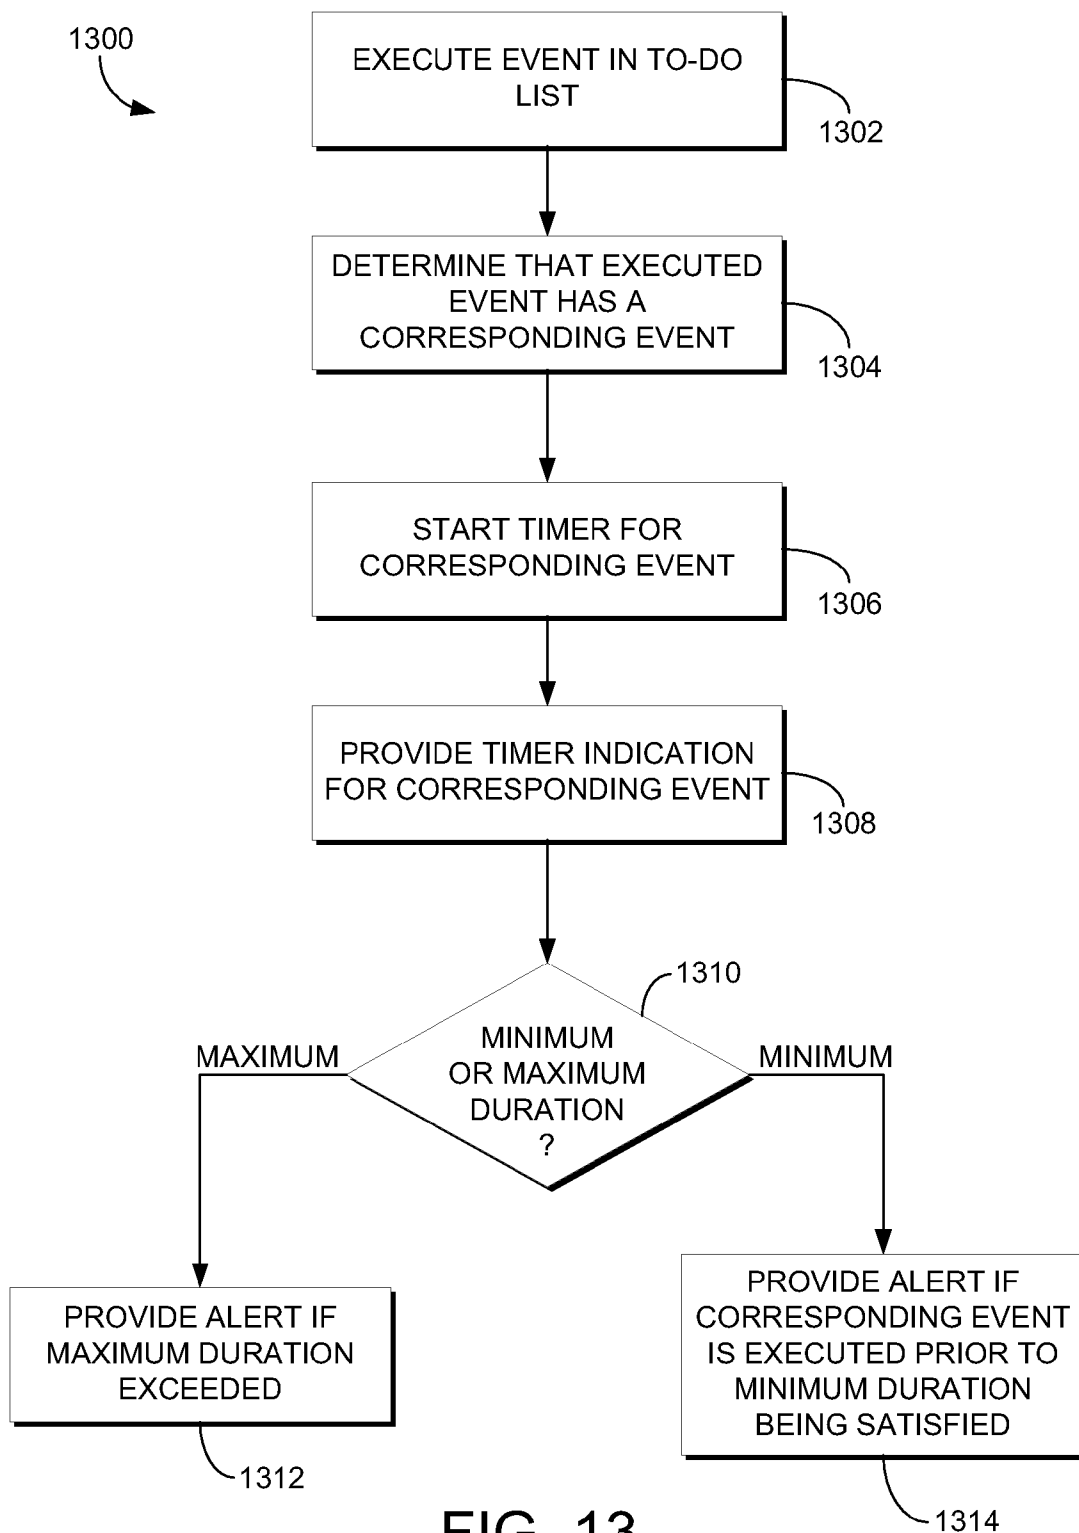 1300
EXECUTE EVENT IN TO-DO
LIST
1302
DETERMINE THAT EXECUTED
EVENT HAS A
CORRESPONDING EVENT
1304
START TIMER FOR
CORRESPONDING EVENT
1306
PROVIDE TIMER INDICATION
FOR CORRESPONDING EVENT
1308
1310
MINIMUM
OR MAXIMUM
DURATION
?
MAXIMUM
MINIMUM
PROVIDE ALERT IF
MAXIMUM DURATION
EXCEEDED
1312
PROVIDE ALERT IF
CORRESPONDING EVENT
IS EXECUTED PRIOR TO
MINIMUM DURATION
BEING SATISFIED
1314
FIG. 13